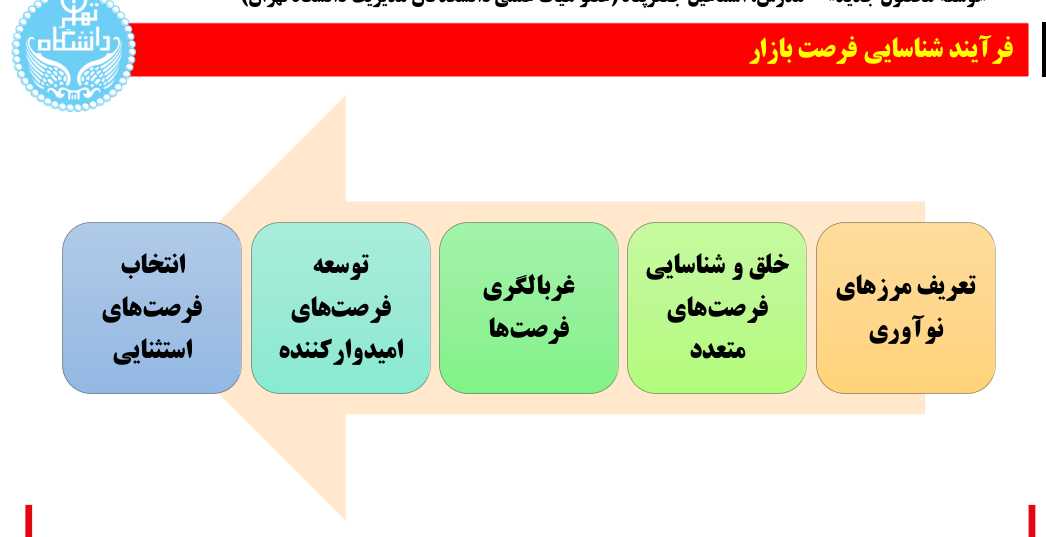 فرآیند شناسایی فرصت بازار
تعریف مرزهای
نوآوری
خلق و شناسایی
فرصت‌های
متعدد
غربالگری
فرصت‌ها
توسعه
فرصت‌های
امیدوارکننده
انتخاب
فرصت‌های
استثنایی
دانشگاه